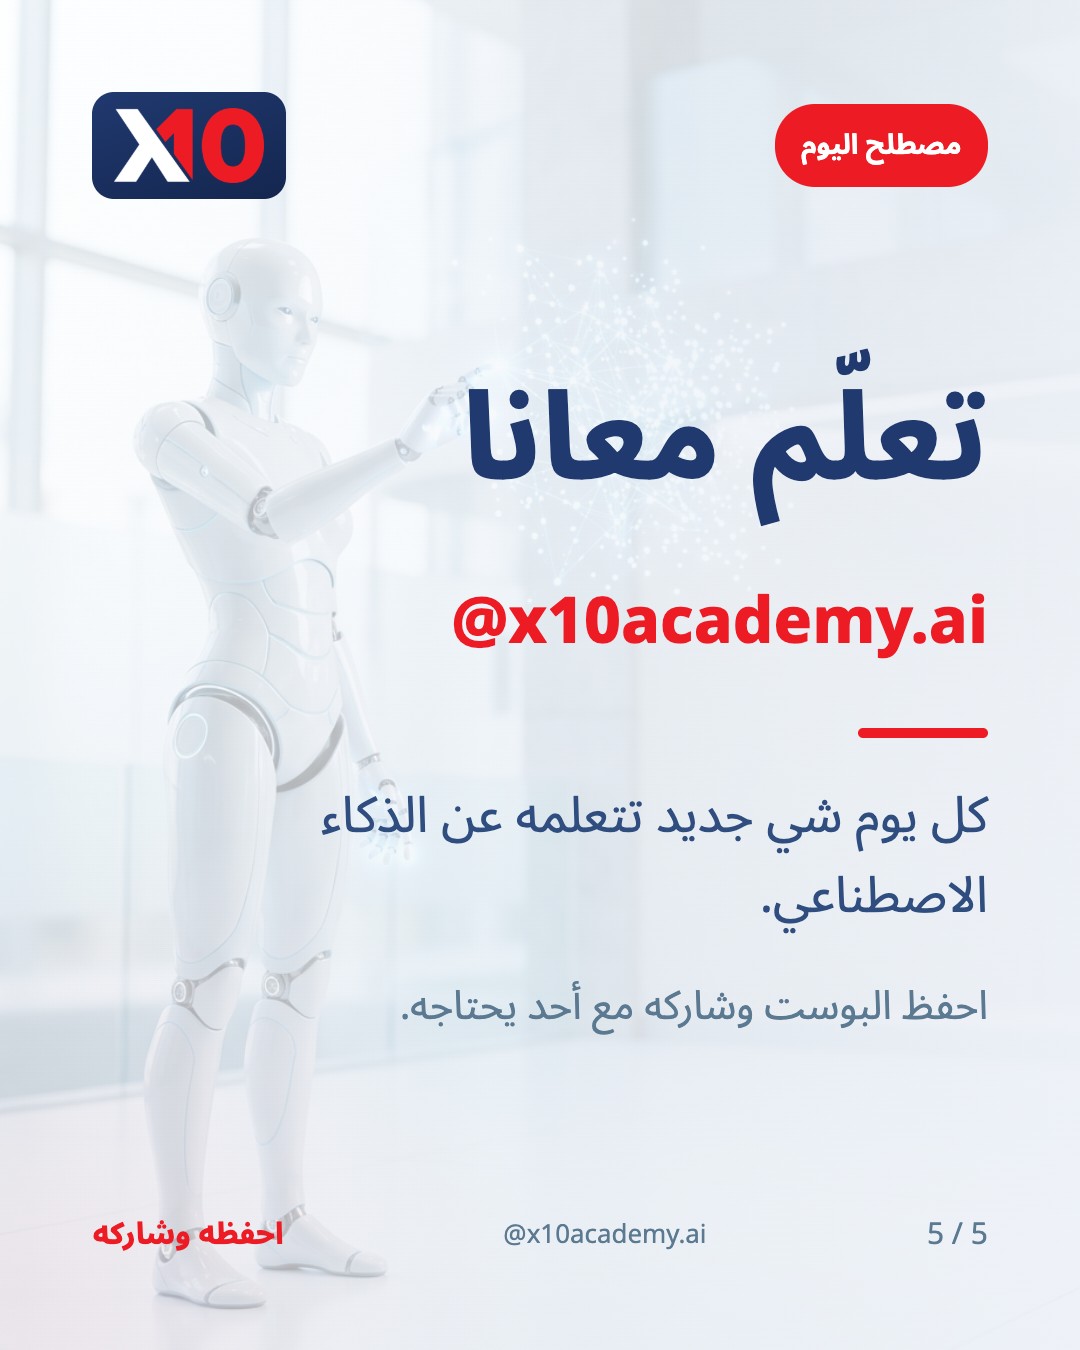 X10
مصطلح اليوم
تعلّم معانا
@x10academy.ai
كل يوم شي جديد تتعلمه عن الذكاء
الاصطناعي.
احفظ البوست وشاركه مع أحد يحتاجه.
احفظه وشاركه
@x10academy.ai
5 / 5